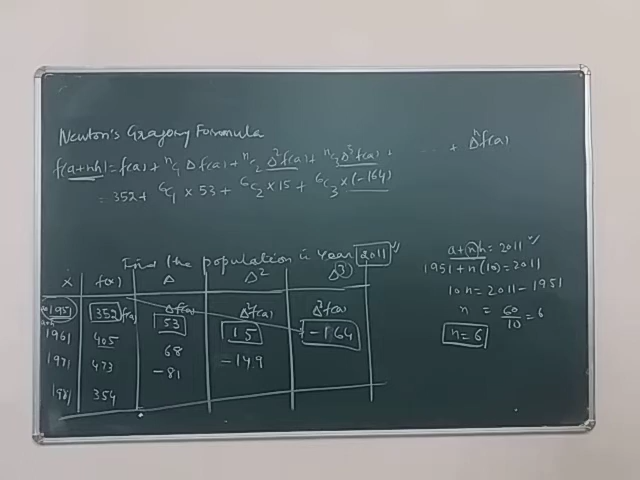 Newton's Gragory Formula
f(a+nh) = f(a) + ⁿC₁ Δf(a) + ⁿC₂ Δ²f(a) + ⁿC₃ Δ³f(a) + ... + Δⁿf(a)
= 352 + ⁶C₁ × 53 + ⁶C₂ × 15 + ⁶C₃ × (-164)
Find the population in year 2011
x f(x) Δ Δ² Δ³
1951 352 f(a) Δf(a) Δ²f(a) Δ³f(a)
53 15 -164
1961 405
68
1971 473 -149
-81
1981 354
a+nh = 2011
1951 + n(10) = 2011
10n = 2011 - 1951
n = 60/10 = 6
n = 6